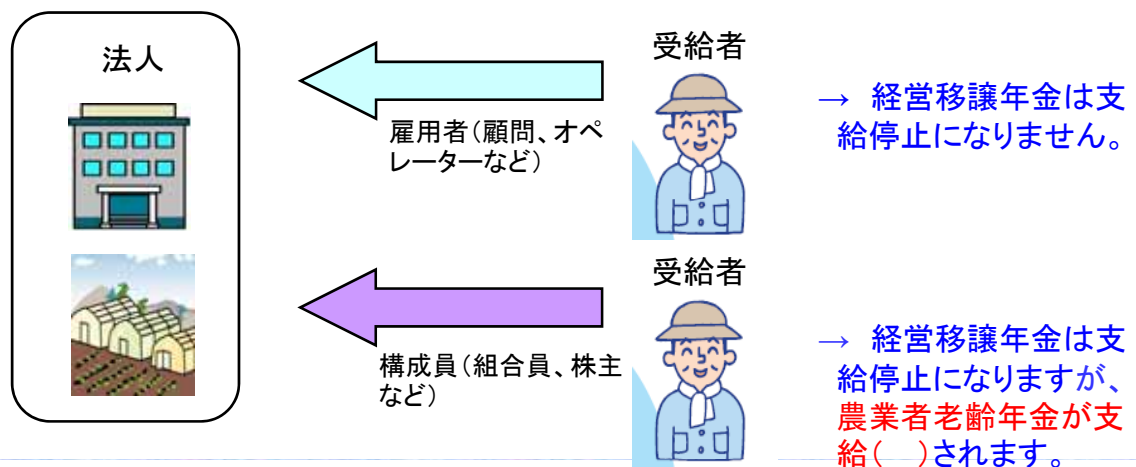 法人
受給者
雇用者（顧問、オペ
レーターなど）
→ 経営移譲年金は支
給停止になりません。
受給者
構成員（組合員、株主
など）
→ 経営移譲年金は支
給停止になりますが、
農業者老齢年金が支
給（　）されます。